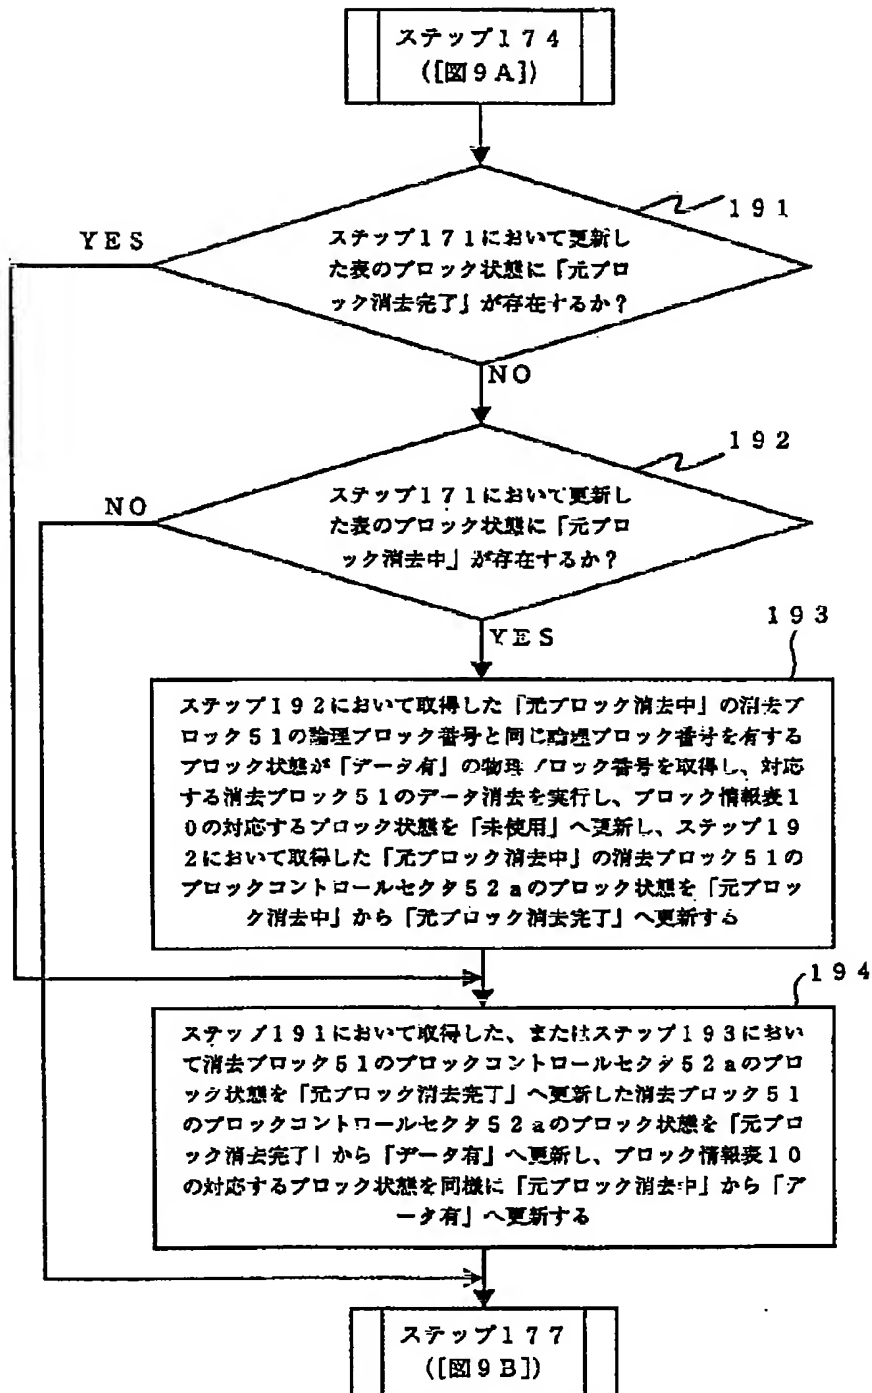 ステップ174
([図9A])
191
YES
ステップ171において更新し
た表のブロック状態に「元ブロ
ック消去完了」が存在するか?
NO
192
NO
ステップ171において更新し
た表のブロック状態に「元ブロ
ック消去中」が存在するか?
YES
193
ステップ192において取得した「元ブロック消去中」の消去ブ
ロック51の論理ブロック番号と同じ論理ブロック番号を有する
ブロック状態が「データ有」の物理ブロック番号を取得し、対応
する消去ブロック51のデータ消去を実行し、ブロック情報表1
0の対応するブロック状態を「未使用」へ更新し、ステップ19
2において取得した「元ブロック消去中」の消去ブロック51の
ブロックコントロールセクタ52aのブロック状態を「元ブロッ
ク消去中」から「元ブロック消去完了」へ更新する
194
ステップ191において取得した、またはステップ193におい
て消去ブロック51のブロックコントロールセクタ52aのブロ
ック状態を「元ブロック消去完了」へ更新した消去ブロック51
のブロックコントロールセクタ52aのブロック状態を「元ブロ
ック消去完了」から「データ有」へ更新し、ブロック情報表10
の対応するブロック状態を同様に「元ブロック消去中」から「デ
ータ有」へ更新する
ステップ177
([図9B])